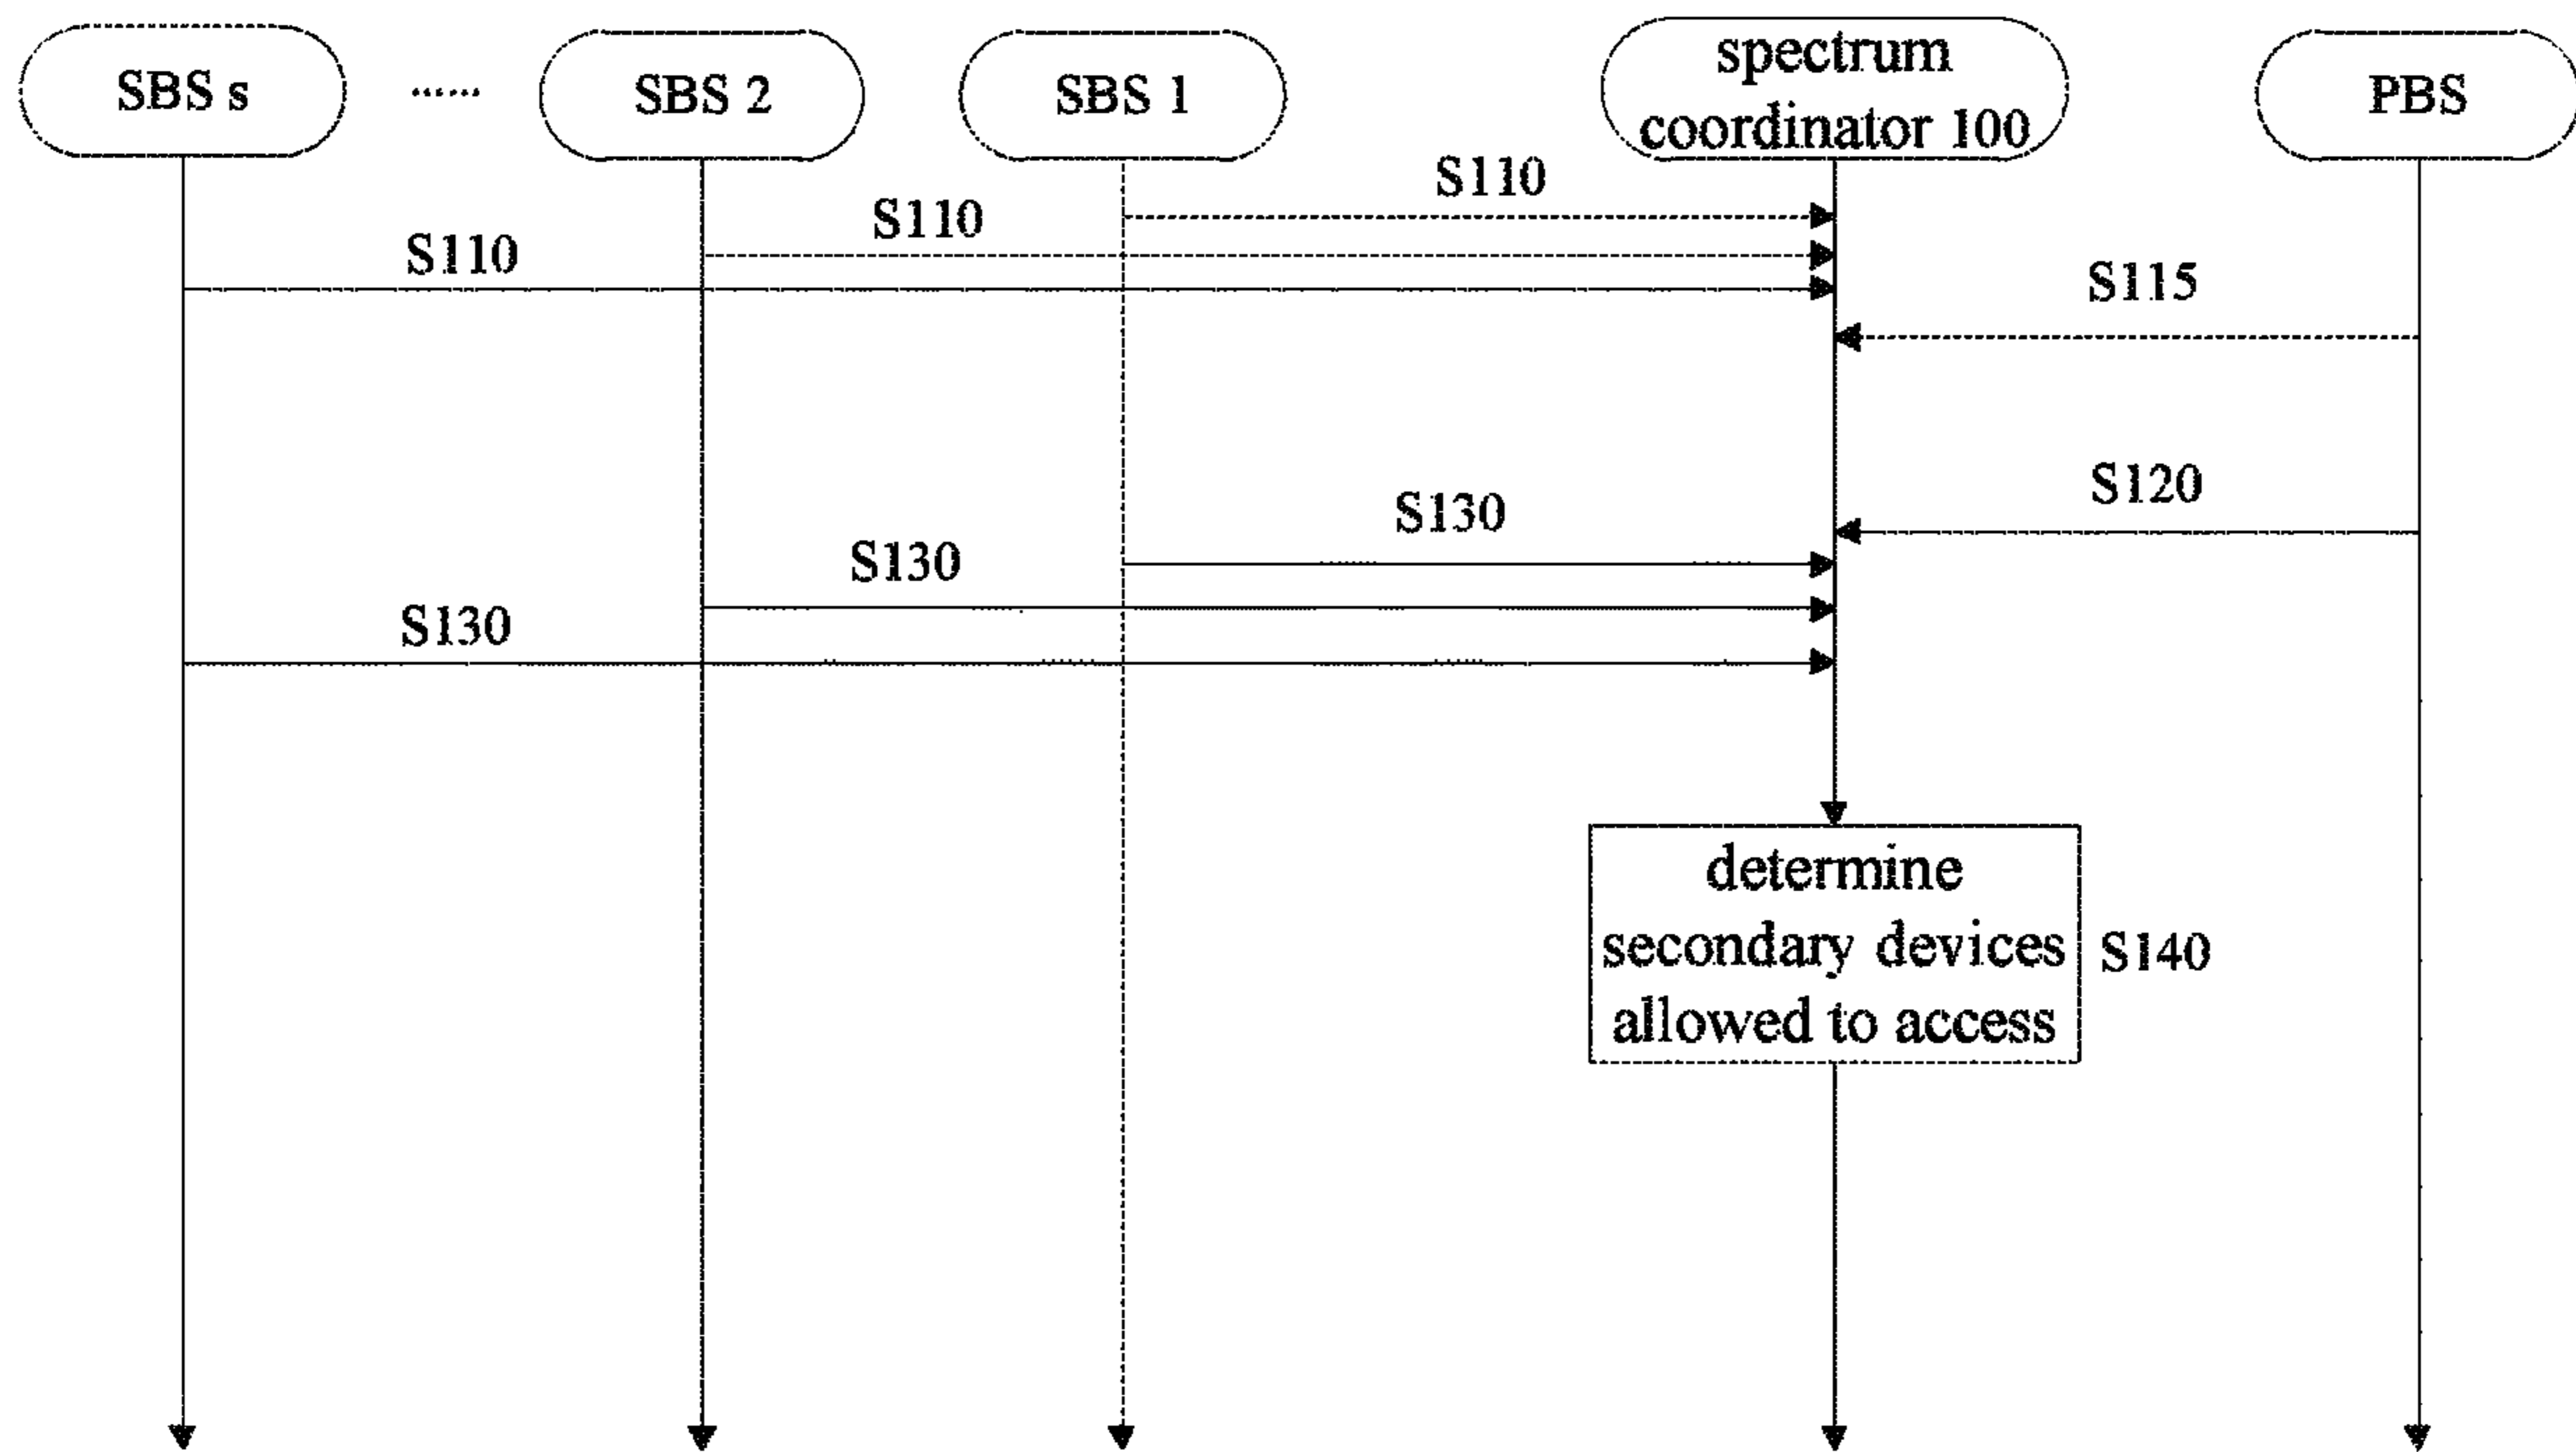 SBS s
......
SBS 2
SBS 1
spectrum
coordinator 100
PBS
S110
S110
S110
S115
S120
S130
S130
S130
determine
secondary devices
allowed to access
S140